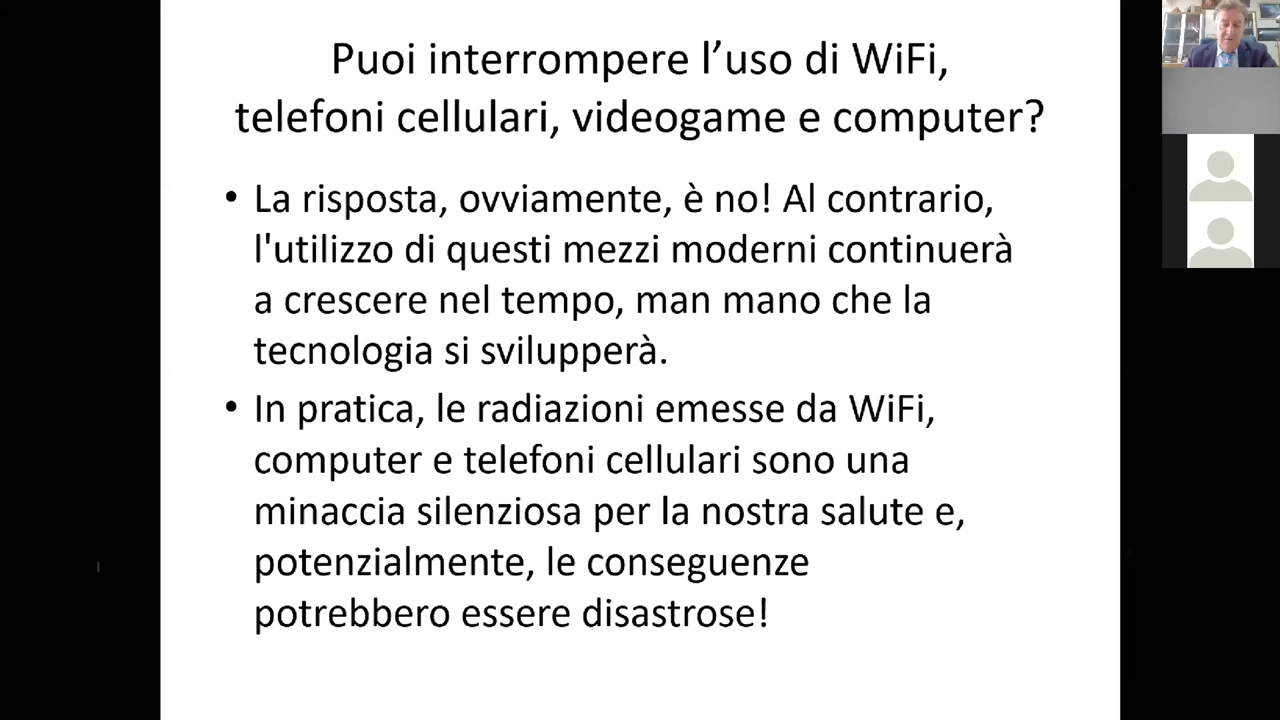 Puoi interrompere l’uso di WiFi,
telefoni cellulari, videogame e computer?
• La risposta, ovviamente, è no! Al contrario,
l'utilizzo di questi mezzi moderni continuerà
a crescere nel tempo, man mano che la
tecnologia si svilupperà.
• In pratica, le radiazioni emesse da WiFi,
computer e telefoni cellulari sono una
minaccia silenziosa per la nostra salute e,
potenzialmente, le conseguenze
potrebbero essere disastrose!